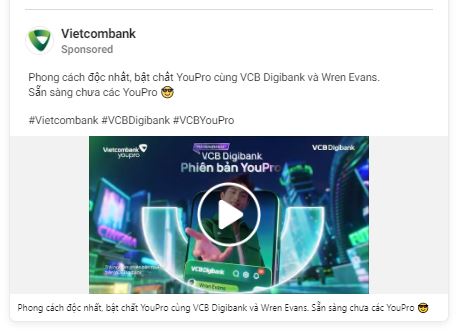 Vietcombank
Sponsored
Phong cách độc nhất, bật chất YouPro cùng VCB Digibank và Wren Evans.
Sẵn sàng chưa các YouPro 😎
#Vietcombank #VCBDigibank #VCBYouPro
Vietcombank
youpro
VCB Digibank
VCB Digibank
Phiên bản YouPro
VCB Digibank
Wren Evans
Phong cách độc nhất, bật chất YouPro cùng VCB Digibank và Wren Evans. Sẵn sàng chưa các YouPro 😎